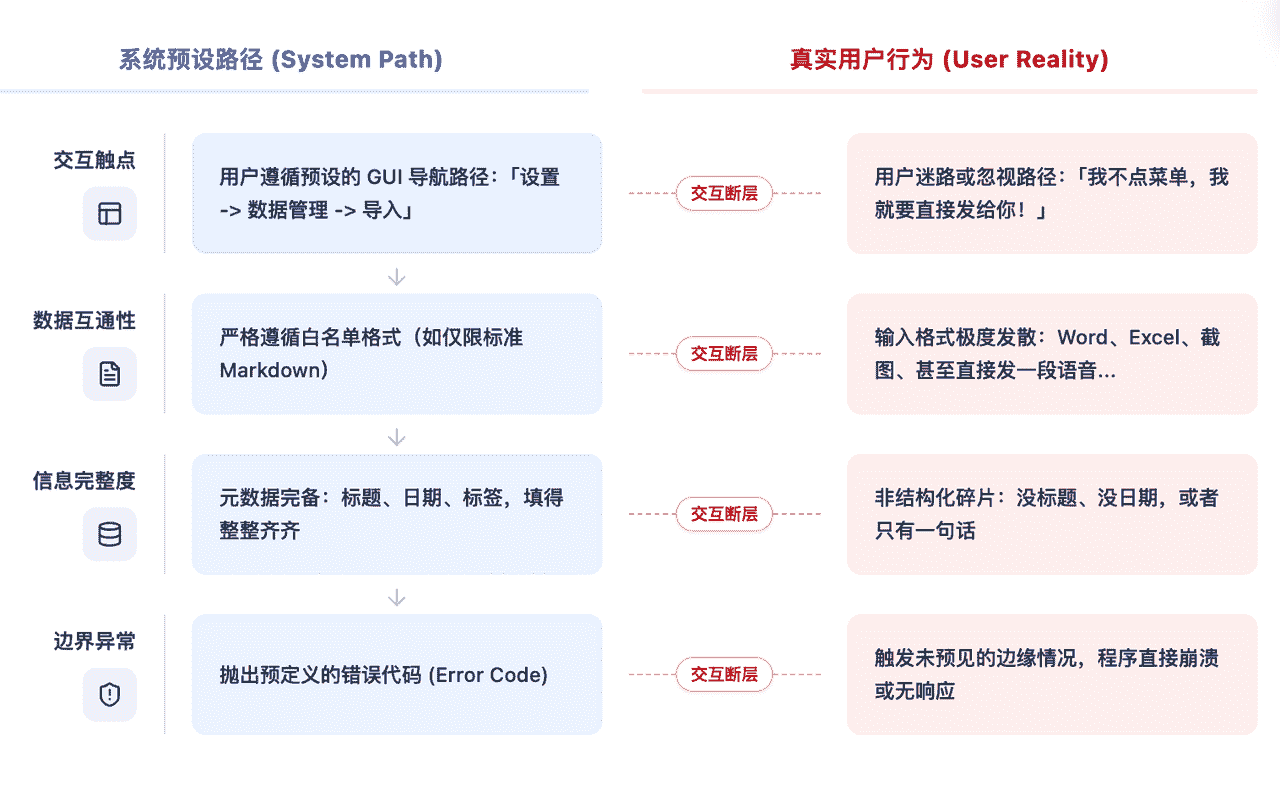 系统预设路径 (System Path)
真实用户行为 (User Reality)
交互触点
用户遵循预设的 GUI 导航路径：「设置
-> 数据管理 -> 导入」
交互断层
用户迷路或忽视路径：「我不点菜单，我
就要直接发给你！」
数据互通性
严格遵循白名单格式（如仅限标准
Markdown）
交互断层
输入格式极度发散：Word、Excel、截
图、甚至直接发一段语音...
信息完整度
元数据完备：标题、日期、标签，填得
整整齐齐
交互断层
非结构化碎片：没标题、没日期，或者
只有一句话
边界异常
抛出预定义的错误代码 (Error Code)
交互断层
触发未预见的边缘情况，程序直接崩溃
或无响应